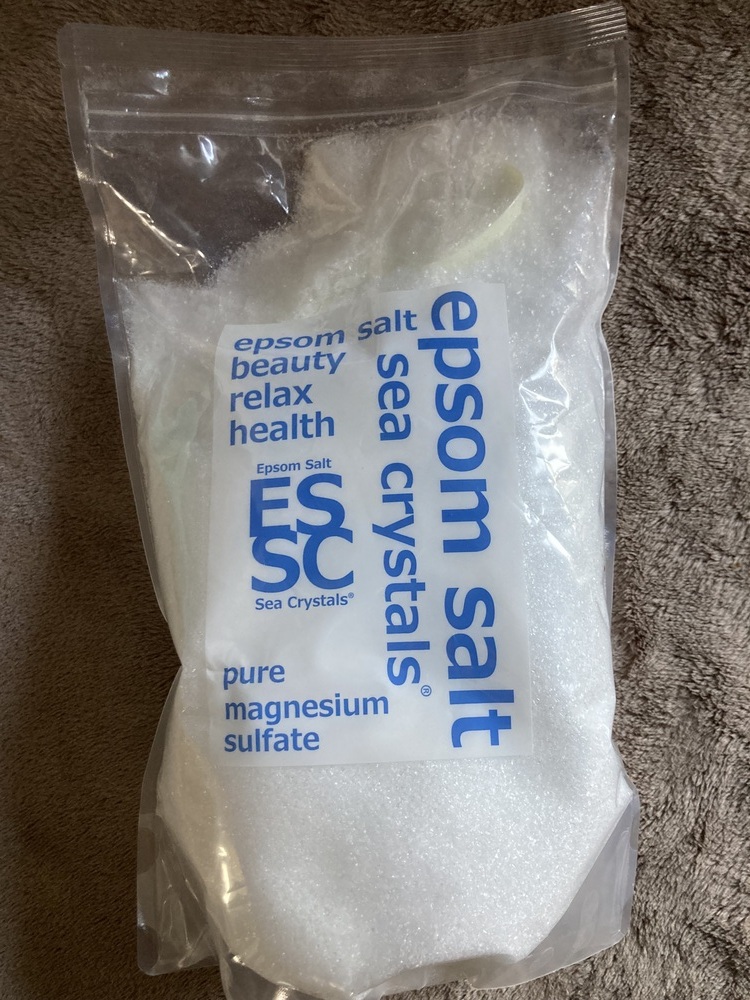 epsom salt
beauty
relax
health
Epsom Salt
ES
SC
Sea Crystals®
pure
magnesium
sulfate
epsom salt
sea crystals®